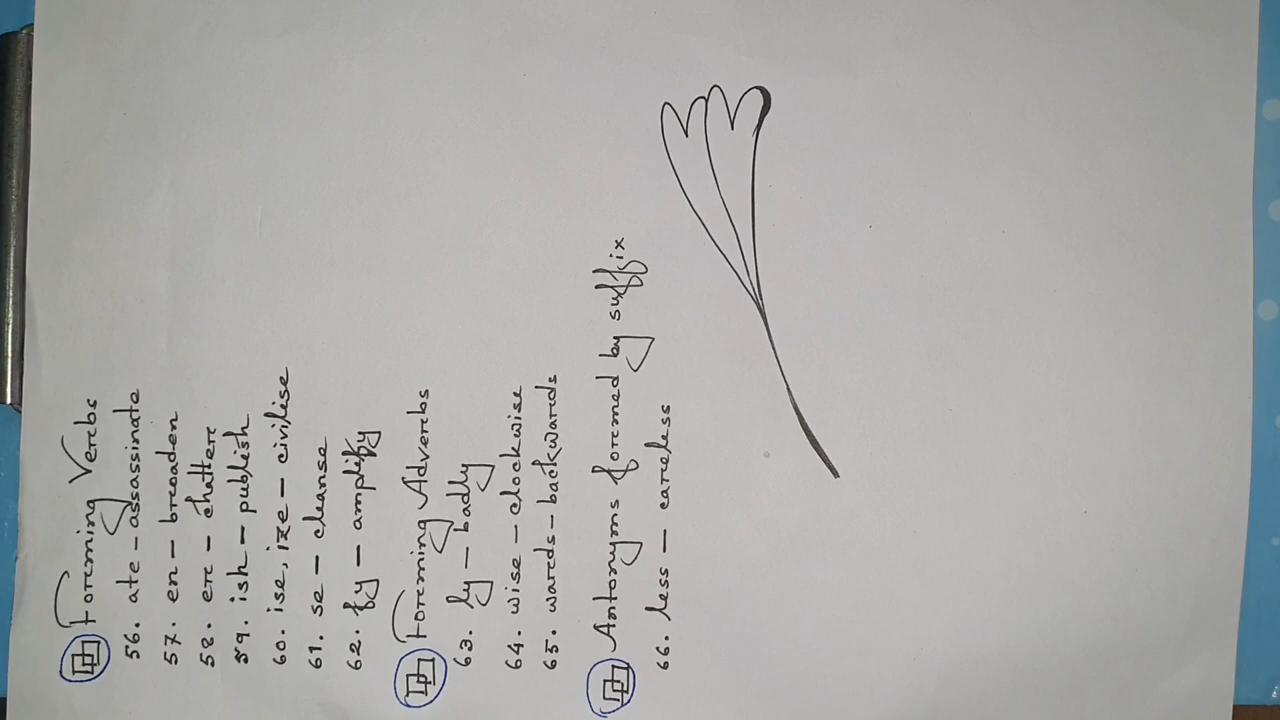 Forming Verbs
56. ate - assassinate
57. en - broaden
58. er - chatter
59. ish - publish
60. ise, ize - civilise
61. se - cleanse
62. fy - amplify
Forming Adverbs
63. ly - badly
64. wise - clockwise
65. wards - backwards
Antonyms formed by suffix
66. less - careless